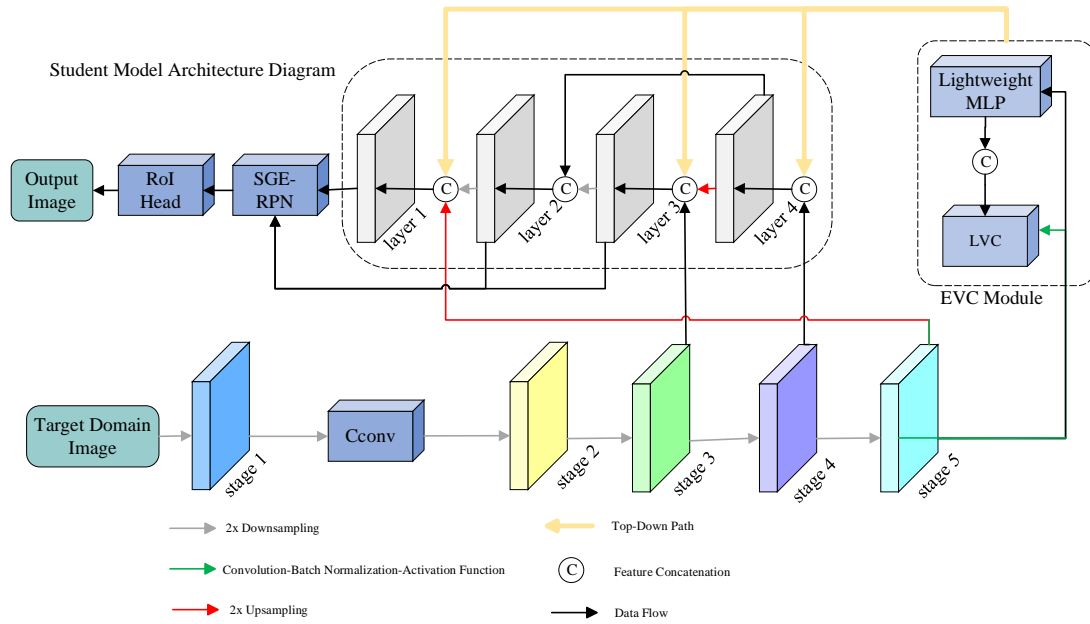 Student Model Architecture Diagram
Lightweight
MLP
C
LVC
EVC Module
Output
Image
RoI
Head
SGE-
RPN
layer 1
C
layer 2
C
layer 3
C
layer 4
C
Target Domain
Image
stage 1
Cconv
stage 2
stage 3
stage 4
stage 5
2x Downsampling
Top-Down Path
Convolution-Batch Normalization-Activation Function
C
Feature Concatenation
2x Upsampling
Data Flow